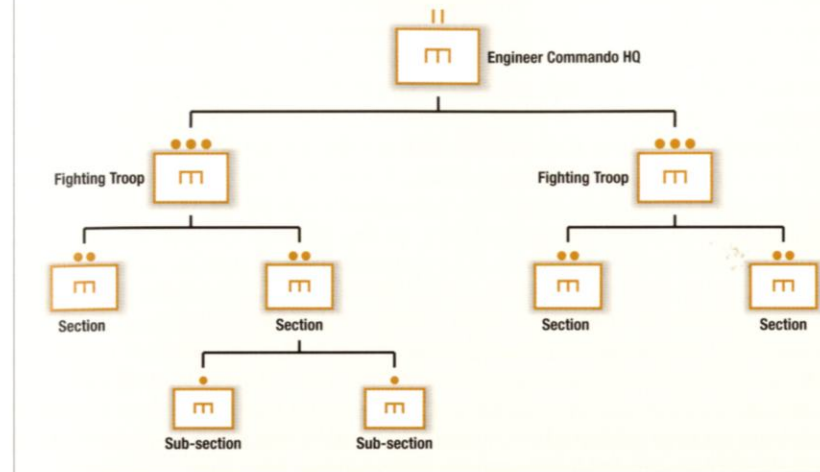 Engineer Commando HQ
Fighting Troop
Fighting Troop
Section
Section
Section
Section
Sub-section
Sub-section